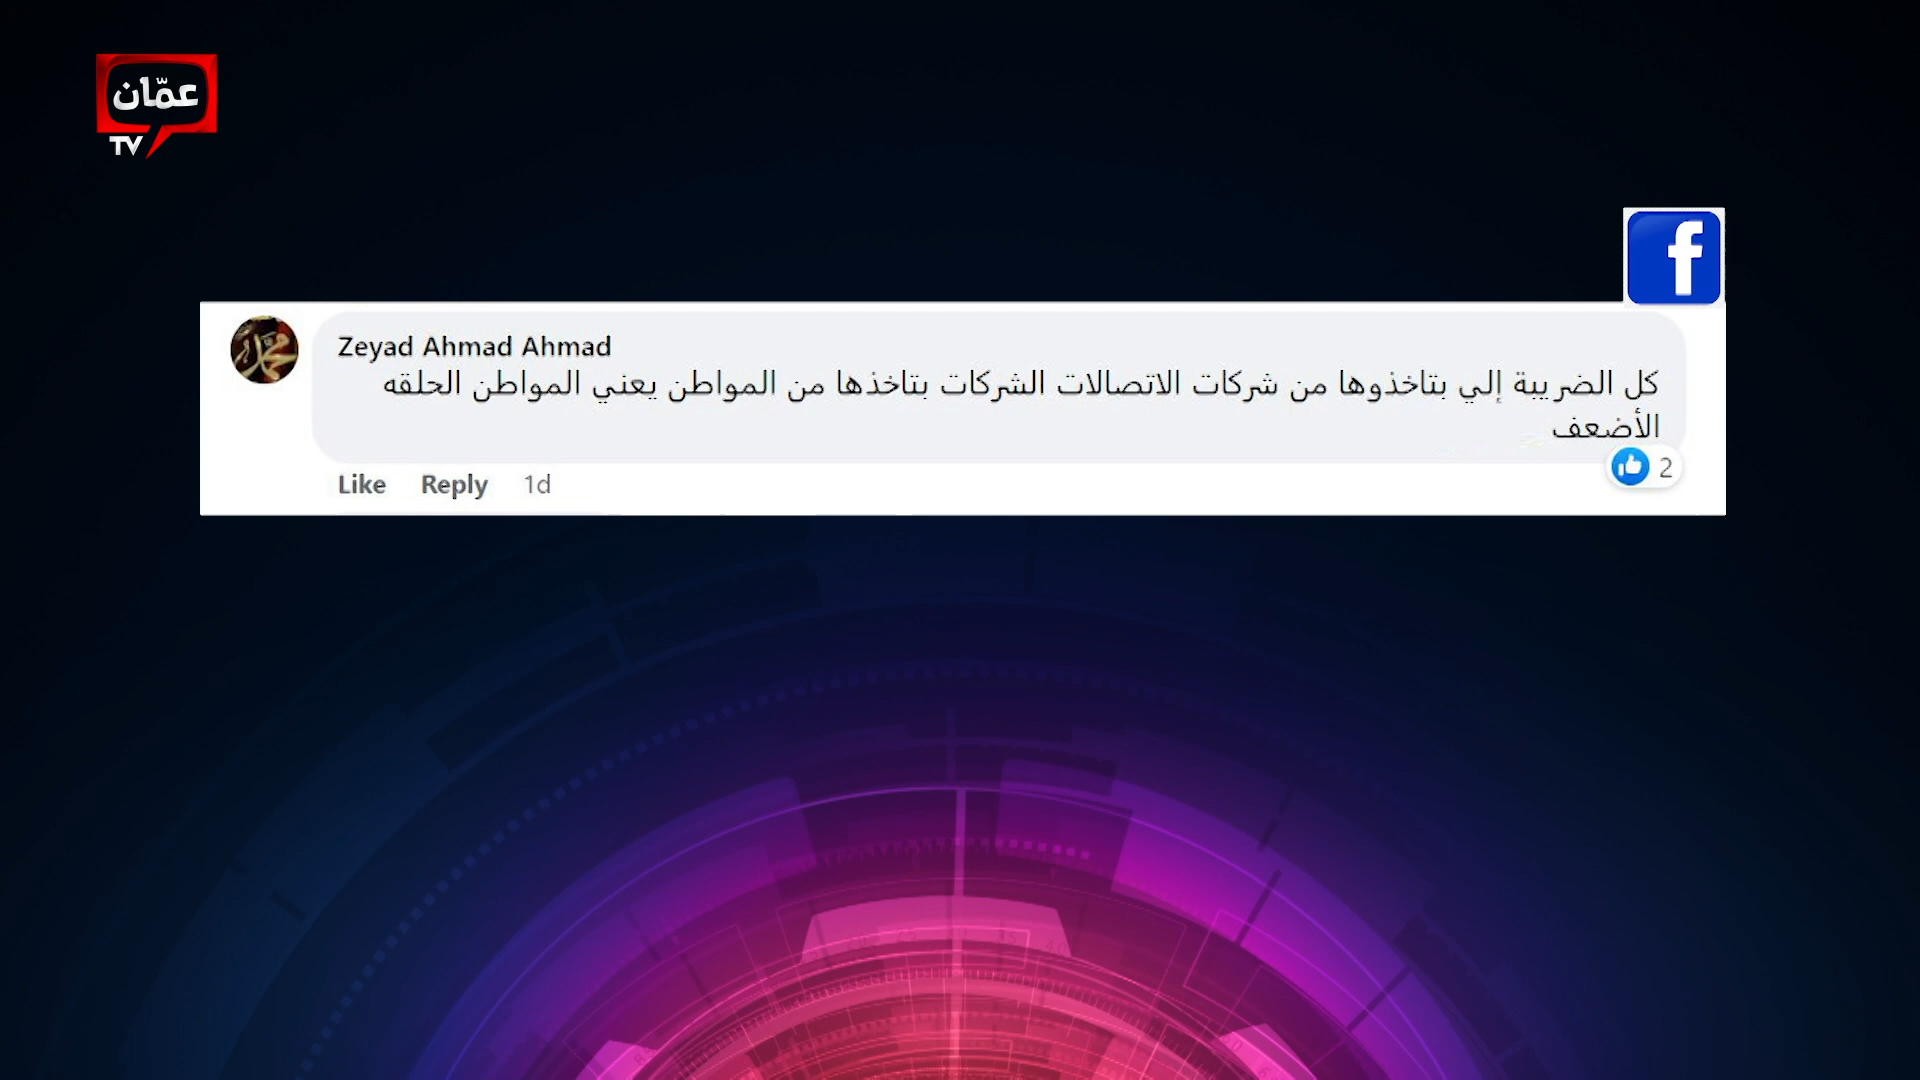 عمّان
TV
f
Zeyad Ahmad Ahmad
كل الضريبة إلي بتاخذوها من شركات الاتصالات الشركات بتاخذها من المواطن يعني المواطن الحلقه
الأضعف
Like Reply 1d
2